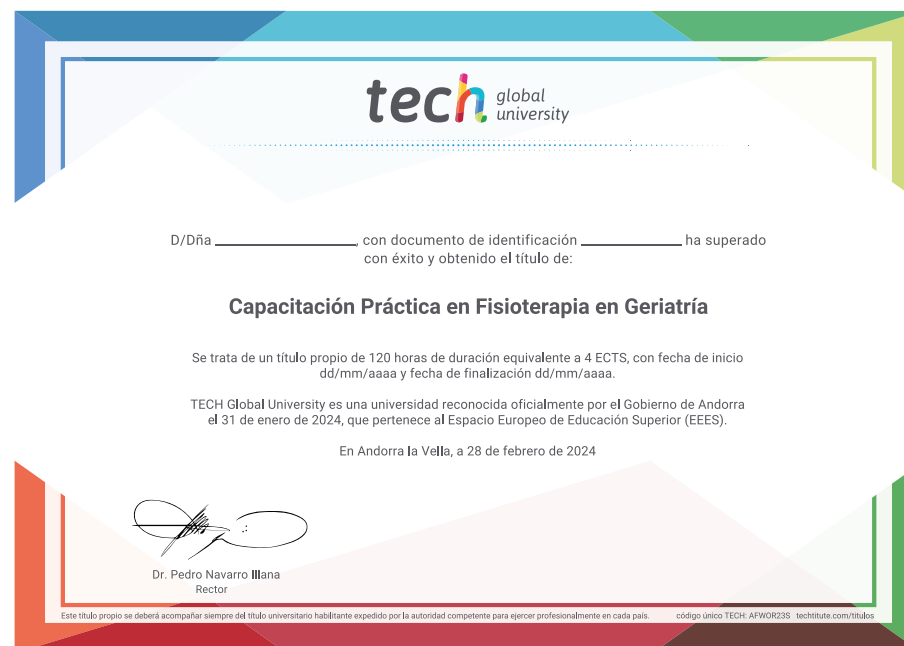 tech global
university
D/Dña ______________, con documento de identificación __________ ha superado
con éxito y obtenido el título de:
Capacitación Práctica en Fisioterapia en Geriatría
Se trata de un título propio de 120 horas de duración equivalente a 4 ECTS, con fecha de inicio
dd/mm/aaaa y fecha de finalización dd/mm/aaaa.
TECH Global University es una universidad reconocida oficialmente por el Gobierno de Andorra
el 31 de enero de 2024, que pertenece al Espacio Europeo de Educación Superior (EEES).
En Andorra la Vella, a 28 de febrero de 2024
Dr. Pedro Navarro Illana
Rector
Este título propio se deberá acompañar siempre del título universitario habilitante expedido por la autoridad competente para ejercer profesionalmente en cada país. código único TECH: AFWOR23S techtitute.com/titulos